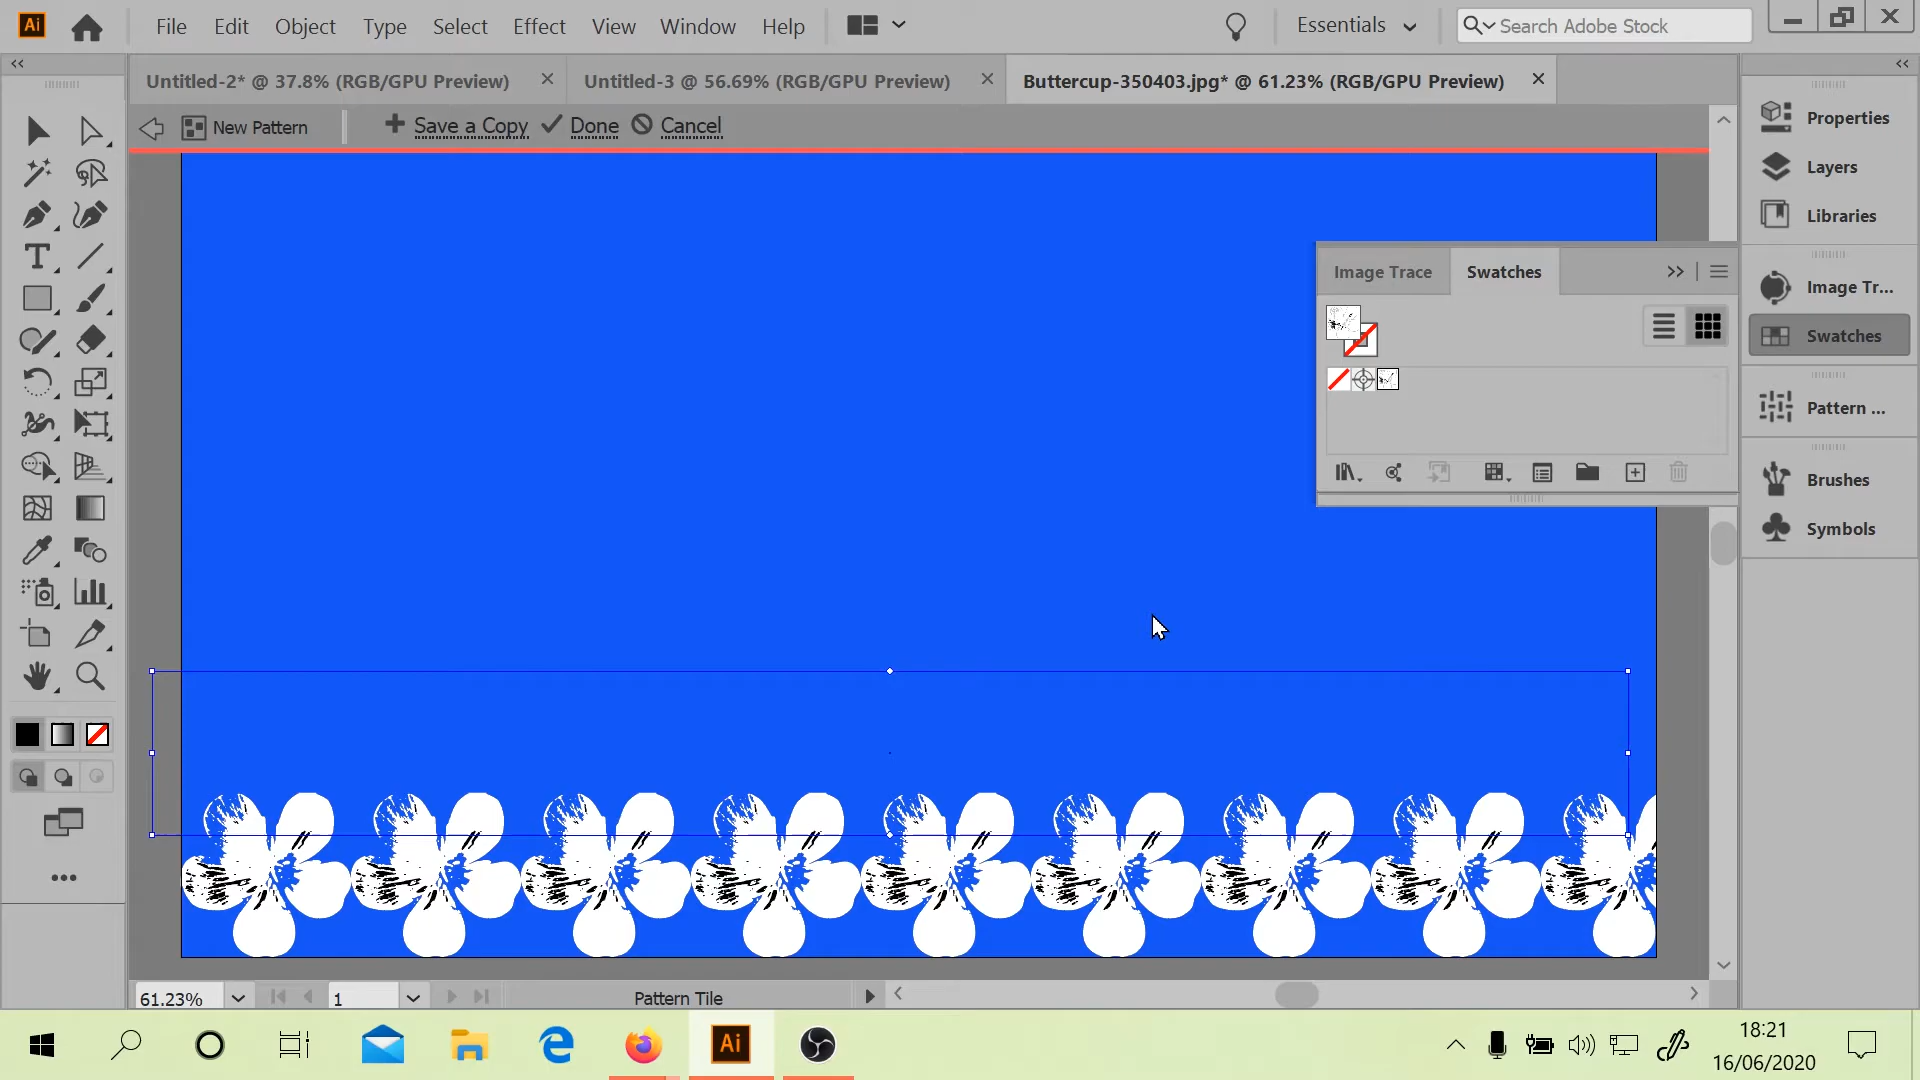 Ai File Edit Object Type Select Effect View Window Help Essentials Search Adobe Stock
Untitled-2* @ 37.8% (RGB/GPU Preview) Untitled-3 @ 56.69% (RGB/GPU Preview) Buttercup-350403.jpg* @ 61.23% (RGB/GPU Preview)
New Pattern Save a Copy Done Cancel
Properties
Layers
Libraries
Image Trace Swatches
Image Tr...
Swatches
Pattern ...
Brushes
Symbols
61.23% 1 Pattern Tile
Ai
18:21
16/06/2020